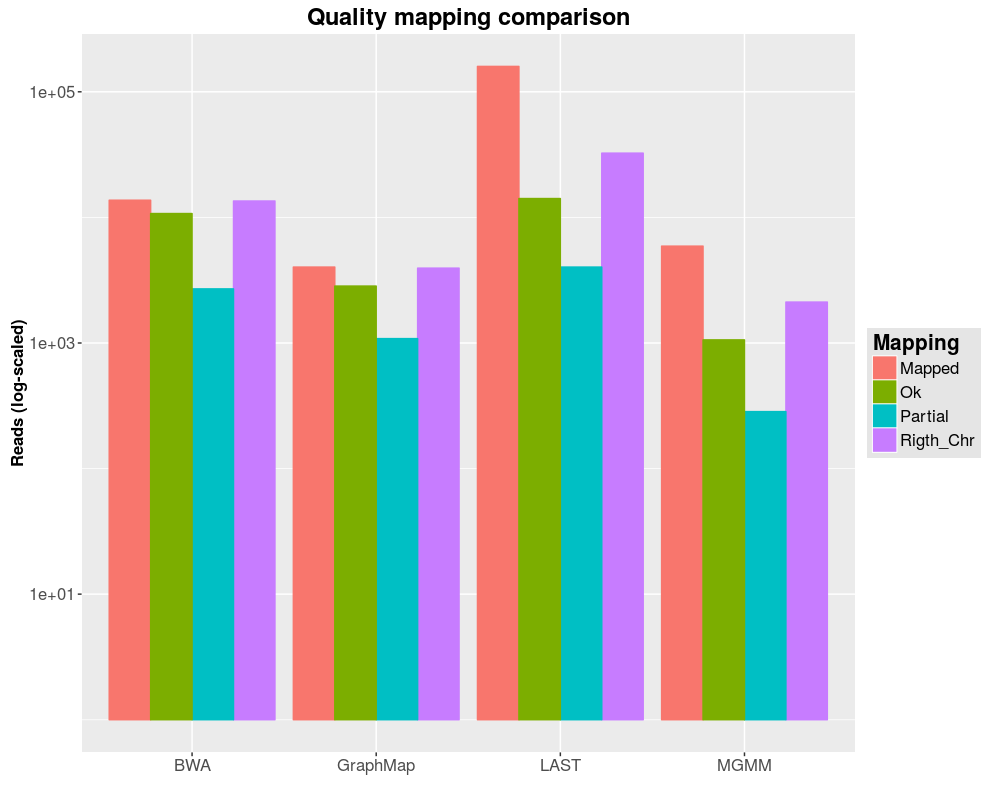 Quality mapping comparison
Reads (log-scaled)
1e+05
1e+03
1e+01
BWA
GraphMap
LAST
MGMM
Mapping
Mapped
Ok
Partial
Rigth_Chr